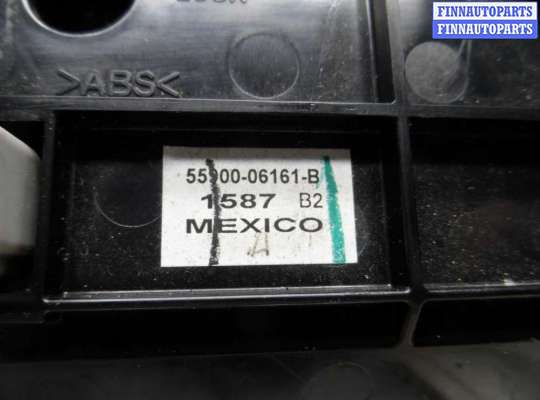 FINNAUTOPARTS
FINNAUTOPARTS
>ABS<
55900-06161-B
1587 B2
MEXICO
A